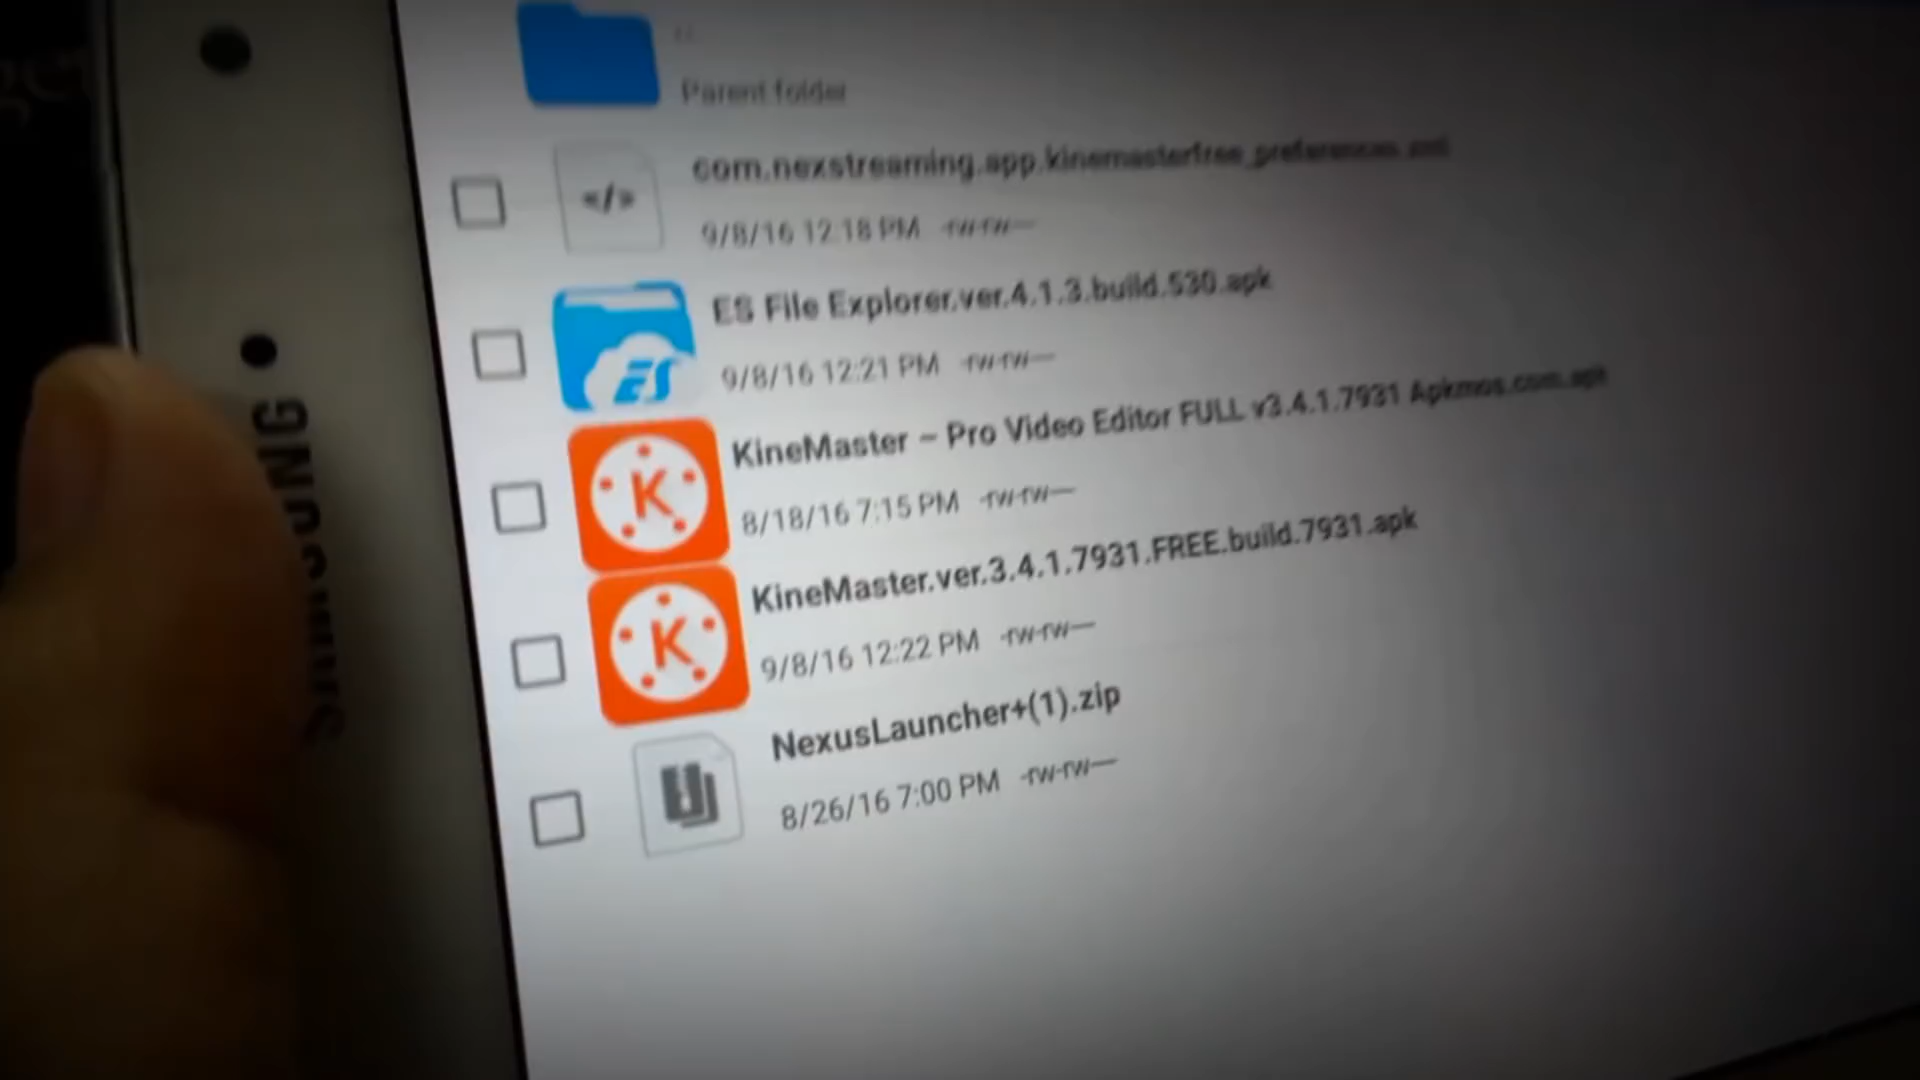 Parent folder
com.nexstreaming.app.kinemasterfree_preferences.xml
9/8/16 12:18 PM -rw-rw----
ES File Explorer.ver.4.1.3.build.530.apk
9/8/16 12:21 PM -rw-rw----
KineMaster – Pro Video Editor FULL v3.4.1.7931 Apkmos.com.apk
8/18/16 7:15 PM -rw-rw----
KineMaster.ver.3.4.1.7931.FREE.build.7931.apk
9/8/16 12:22 PM -rw-rw----
NexusLauncher+(1).zip
8/26/16 7:00 PM -rw-rw----
SAMSUNG
</>
ES
K
K